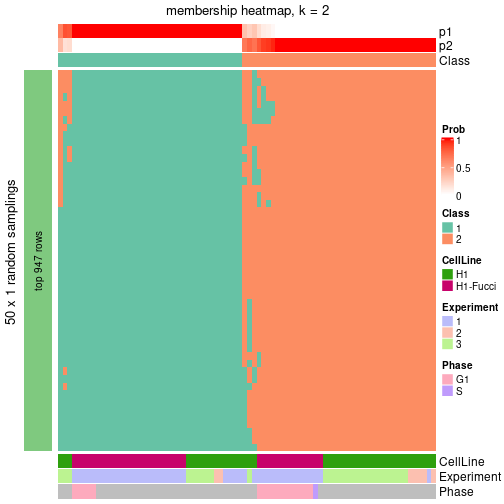 membership heatmap, k = 2
p1
p2
Class
50 x 1 random samplings
top 947 rows
Prob
1
0.5
0
Class
1
2
CellLine
H1
H1-Fucci
Experiment
1
2
3
Phase
G1
S
CellLine
Experiment
Phase